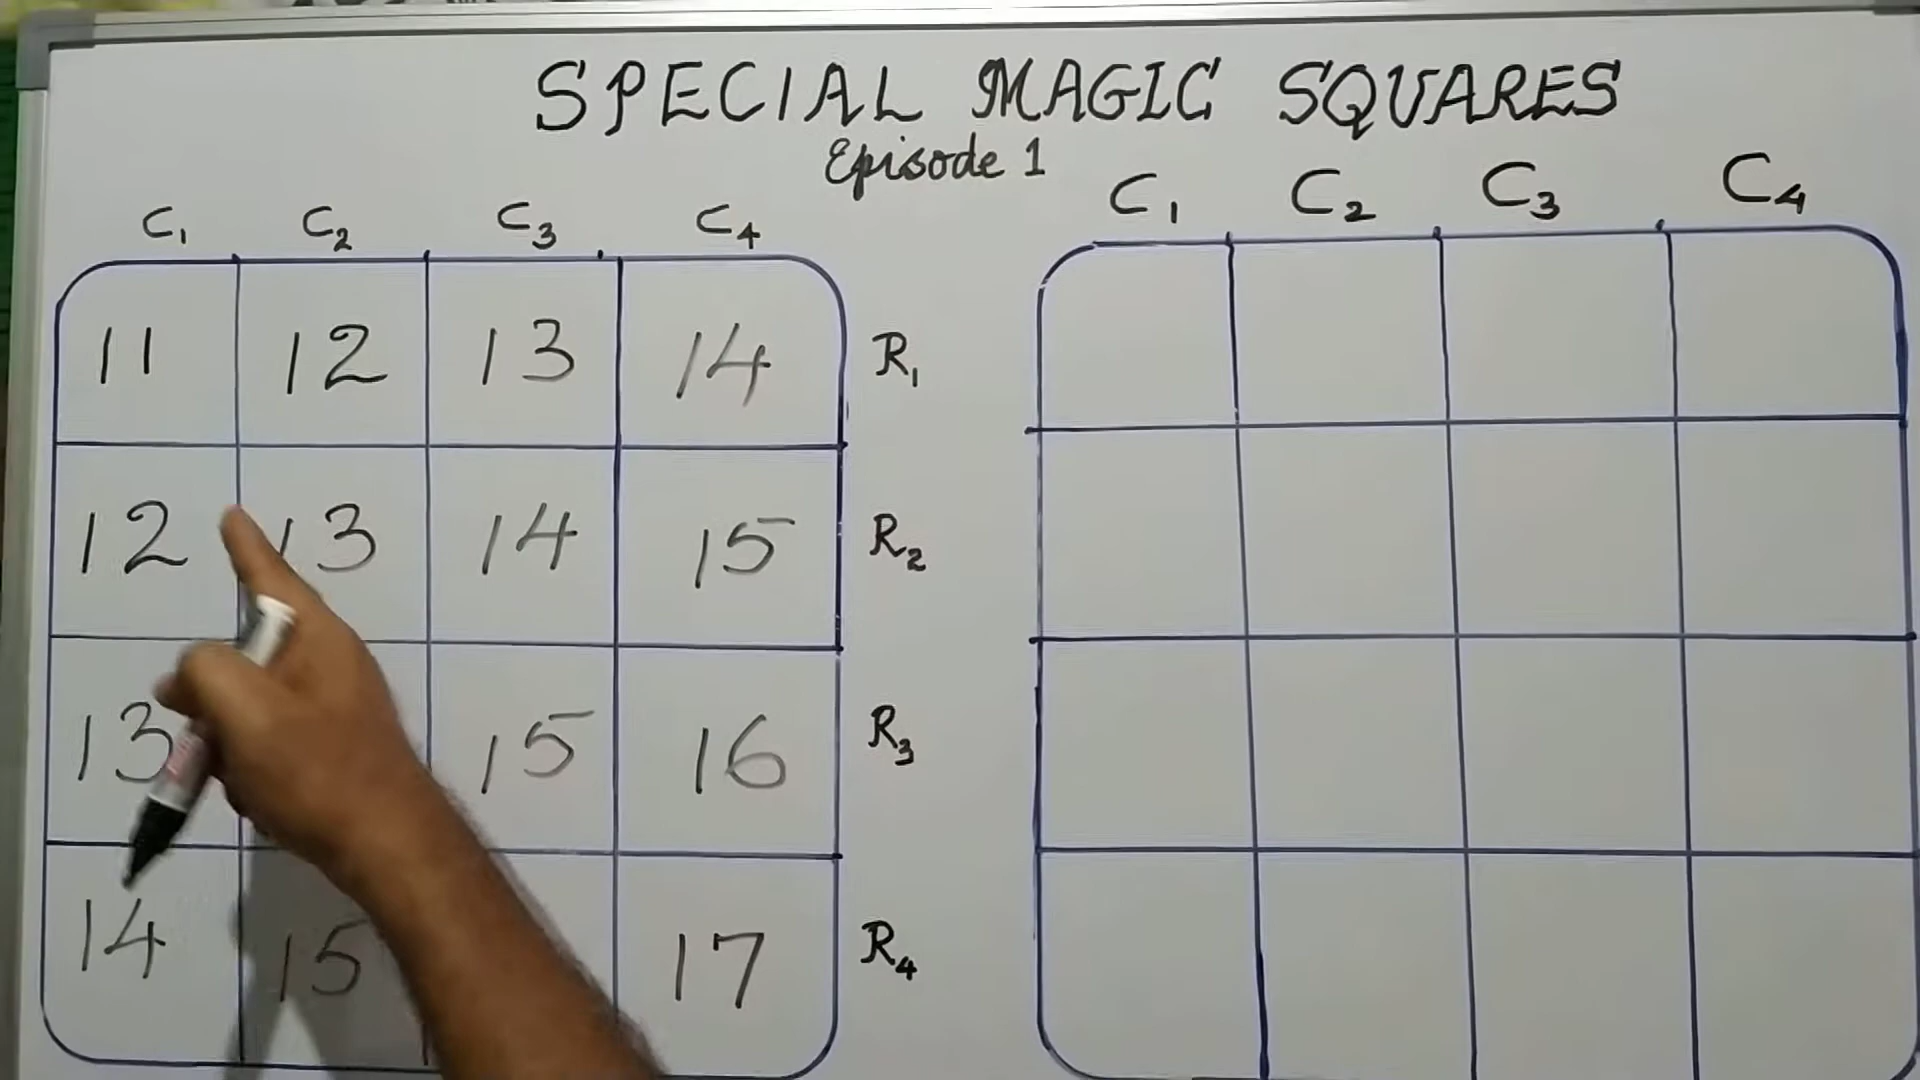 SPECIAL MAGIC SQUARES
Episode 1
C₁ C₂ C₃ C₄
11 12 13 14 R₁
12 13 14 15 R₂
13 15 16 R₃
14 15 17 R₄
C₁ C₂ C₃ C₄